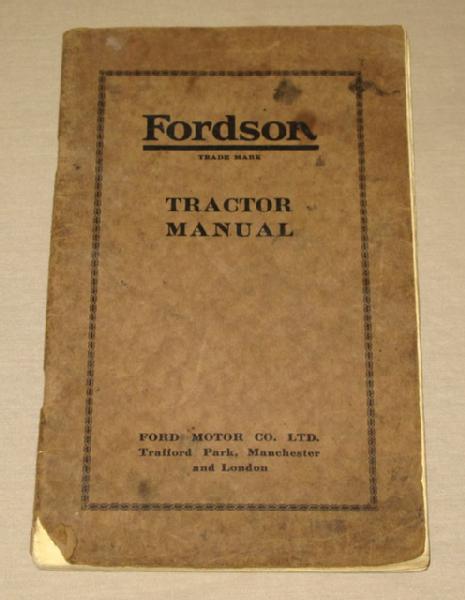 Fordson
TRADE MARK
TRACTOR
MANUAL
FORD MOTOR CO. LTD.
Trafford Park, Manchester
and London